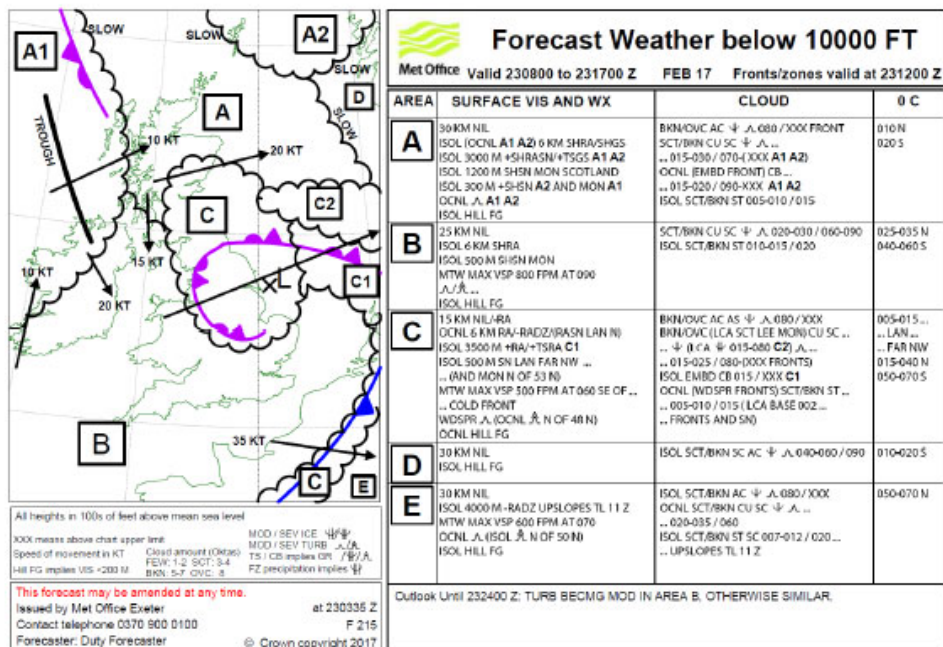 SLOW
SLOW
A1
A2
SLOW
D
A
SLOW
TROUGH
10 KT
20 KT
C
C2
15 KT
C1
L
10 KT
20 KT
B
35 KT
C
E
All heights in 100s of feet above mean sea level
XXX means above chart upper limit
Speed of movement in KT
Hill FG implies VIS <200 M
Cloud amount (Oktas)
FEW: 1-2 SCT: 3-4
BKN: 5-7 OVC: 8
MOD / SEV ICE
MOD / SEV TURB
TS / CB implies GR
FZ precipitation implies
This forecast may be amended at any time.
Issued by Met Office Exeter at 230335 Z
Contact telephone 0370 900 0100 F 215
Forecaster: Duty Forecaster © Crown copyright 2017
Met Office
Forecast Weather below 10000 FT
Valid 230800 to 231700 Z FEB 17 Fronts/zones valid at 231200 Z
AREA SURFACE VIS AND WX CLOUD 0 C
A
30 KM NIL
ISOL (OCNL A1 A2) 6 KM SHRA/SHGS
ISOL 3000 M +SHRASN/+TSGS A1 A2
ISOL 1200 M SHSN MON SCOTLAND
ISOL 300 M +SHSN A2 AND MON A1
OCNL A1 A2
ISOL HILL FG
BKN/OVC AC 080 / XXX FRONT
SCT/BKN CU SC ...
... 015-030 / 070-(XXX A1 A2)
OCNL (EMBD FRONT) CB ...
... 015-020 / 090-XXX A1 A2
ISOL SCT/BKN ST 005-010 / 015
010 N
020 S
B
25 KM NIL
ISOL 6 KM SHRA
ISOL 500 M SHSN MON
MTW MAX VSP 800 FPM AT 090
ISOL HILL FG
SCT/BKN CU SC 020-030 / 060-090
ISOL SCT/BKN ST 010-015 / 020
025-035 N
040-060 S
C
15 KM NIL/-RA
OCNL 6 KM RA/-RADZ/(RASN LAN N)
ISOL 3500 M +RA/+TSRA C1
ISOL 500 M SN LAN FAR NW ...
... (AND MON N OF 53 N)
MTW MAX VSP 500 FPM AT 060 SE OF ...
... COLD FRONT
WDSPR (OCNL N OF 48 N)
OCNL HILL FG
BKN/OVC AC AS 080 / XXX
BKN/OVC (LCA SCT LEE MON) CU SC ...
... (LCA 015-080 C2) ...
... 015-025 / 080-(XXX FRONTS)
ISOL EMBD CB 015 / XXX C1
OCNL (WDSPR FRONTS) SCT/BKN ST ...
... 005-010 / 015 (LCA BASE 002 ...
... FRONTS AND SN)
005-015 ...
... LAN ...
... FAR NW
015-040 N
050-070 S
D
30 KM NIL
ISOL HILL FG
ISOL SCT/BKN SC AC 040-060 / 090
010-020 S
E
30 KM NIL
ISOL 4000 M -RADZ UPSLOPES TL 11 Z
MTW MAX VSP 600 FPM AT 070
OCNL (ISOL N OF 50 N)
ISOL HILL FG
ISOL SCT/BKN AC 080 / XXX
OCNL SCT/BKN CU SC ...
... 020-035 / 060
ISOL SCT/BKN ST SC 007-012 / 020 ...
... UPSLOPES TL 11 Z
050-070 N
Outlook Until 232400 Z: TURB BECMG MOD IN AREA B, OTHERWISE SIMILAR.